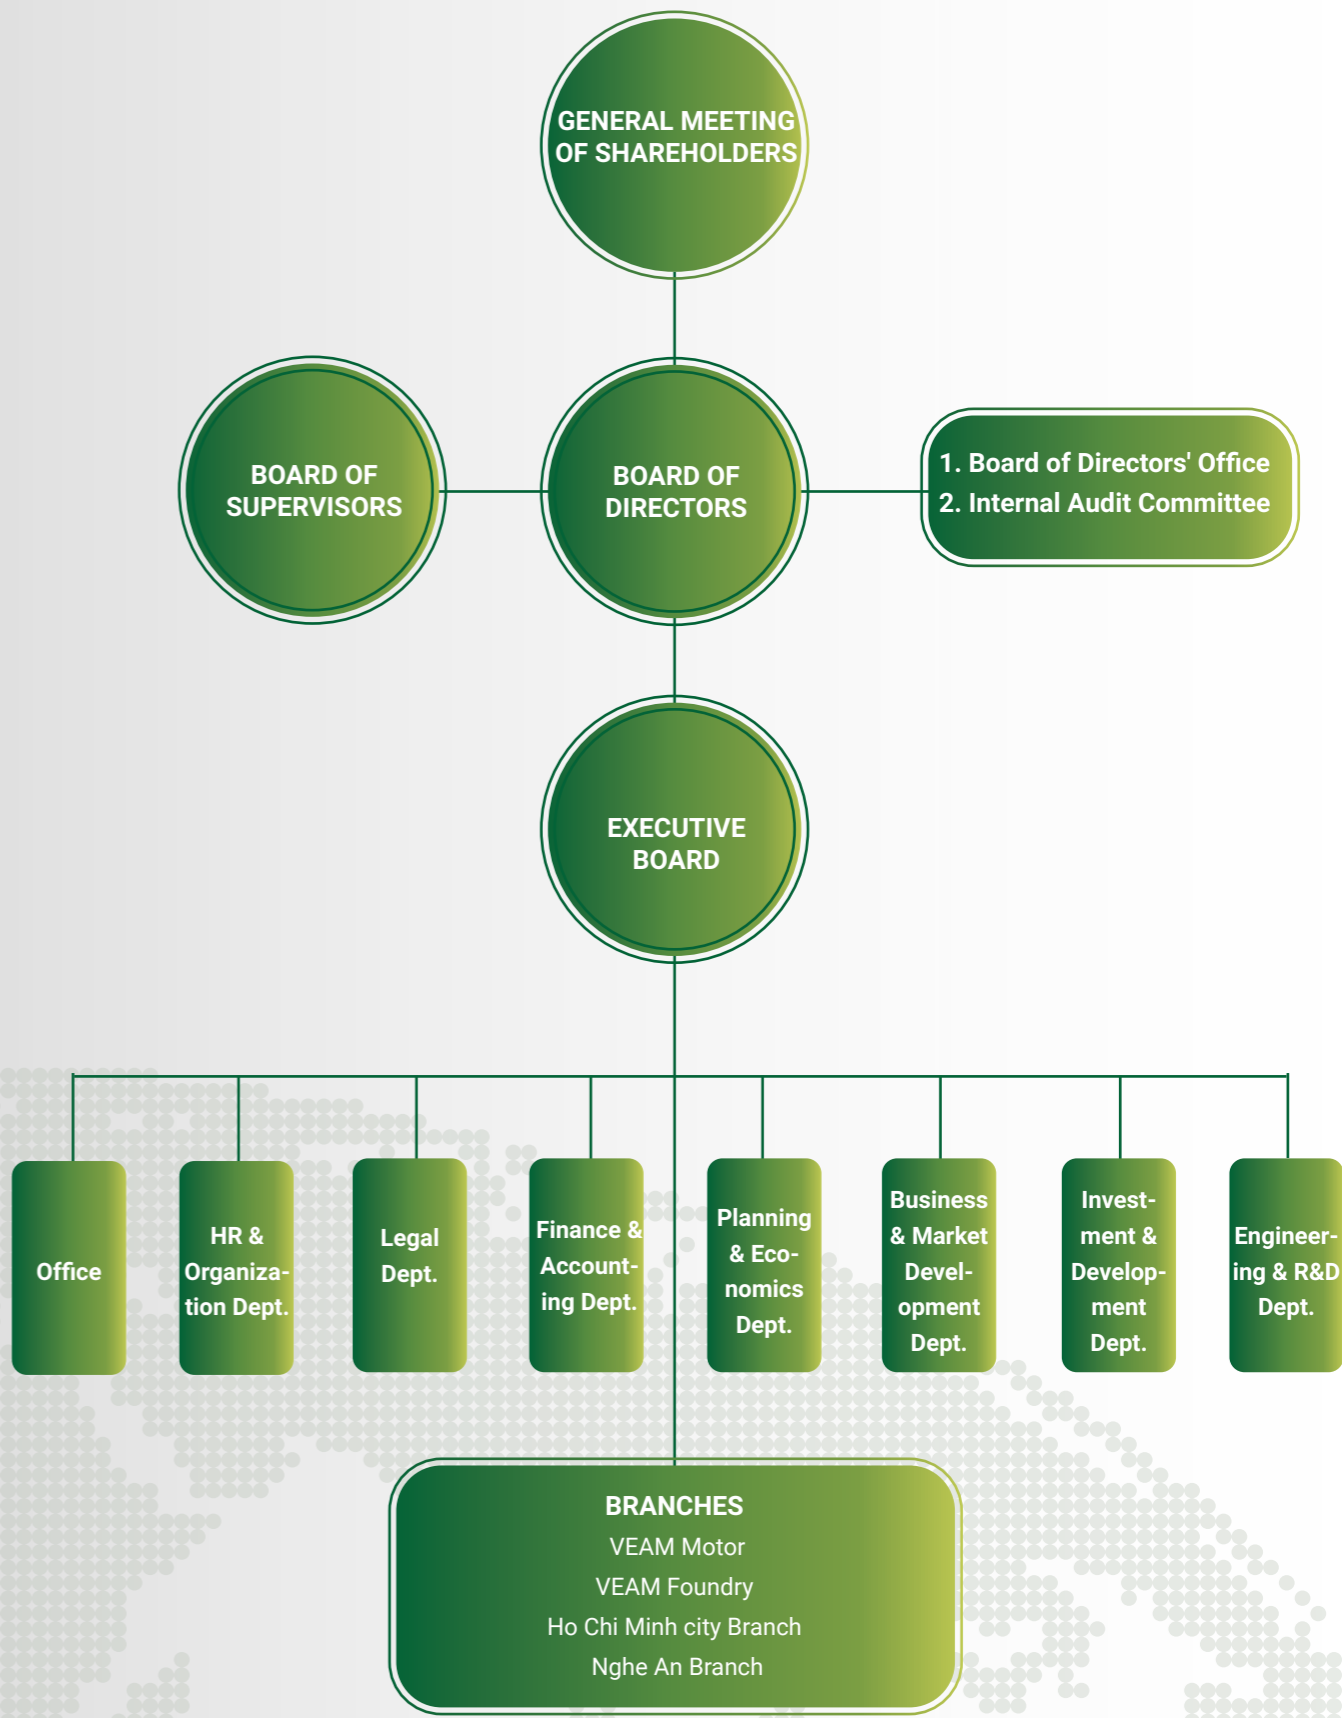 GENERAL MEETING
OF SHAREHOLDERS
BOARD OF
SUPERVISORS
BOARD OF
DIRECTORS
1. Board of Directors' Office
2. Internal Audit Committee
EXECUTIVE
BOARD
Office
HR &
Organiza-
tion Dept.
Legal
Dept.
Finance &
Account-
ing Dept.
Planning
& Eco-
nomics
Dept.
Business
& Market
Devel-
opment
Dept.
Invest-
ment &
Develop-
ment
Dept.
Engineer-
ing & R&D
Dept.
BRANCHES
VEAM Motor
VEAM Foundry
Ho Chi Minh city Branch
Nghe An Branch